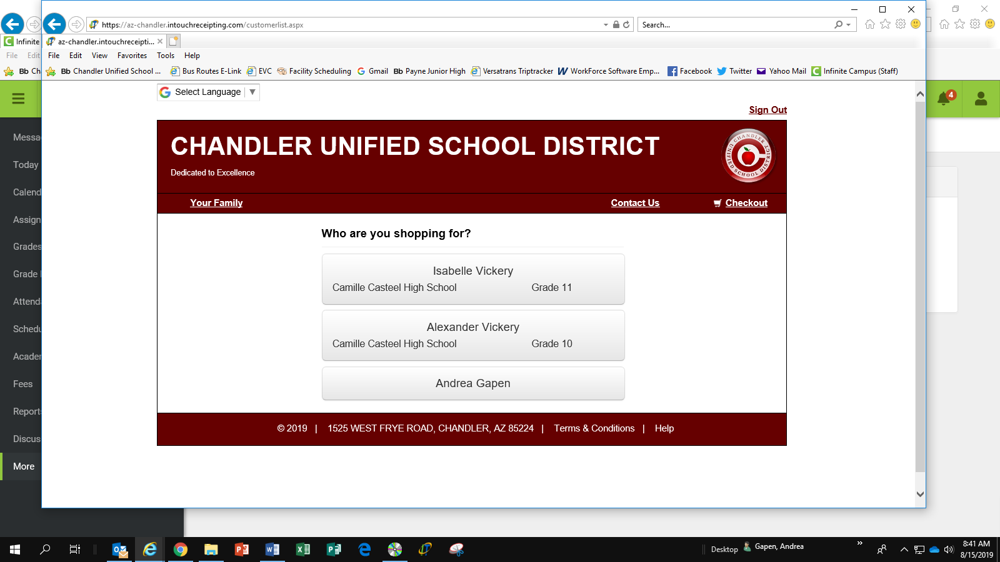 https://az-chandler.intouchreceipting.com/customerlist.aspx
Search...
Infinite
az-chandler.intouchreceipti...
File Edit
File Edit View Favorites Tools Help
Bb Ch
Bb Chandler Unified School ...
Bus Routes E-Link
EVC
Facility Scheduling
Gmail
Bb Payne Junior High
Versatrans Triptracker
WorkForce Software Emp...
Facebook
Twitter
Yahoo Mail
Infinite Campus (Staff)
Select Language
4
Sign Out
CHANDLER UNIFIED SCHOOL DISTRICT
CHANDLER UNIFIED SCHOOL DISTRICT
Dedicated to Excellence
Your Family
Contact Us
Checkout
Who are you shopping for?
Isabelle Vickery
Camille Casteel High School Grade 11
Alexander Vickery
Camille Casteel High School Grade 10
Andrea Gapen
© 2019 | 1525 WEST FRYE ROAD, CHANDLER, AZ 85224 | Terms & Conditions | Help
Messa
Today
Calend
Assign
Grades
Grade
Attend
Schedu
Acade
Fees
Report
Discus
More
Desktop
Gapen, Andrea
8:41 AM
8/15/2019